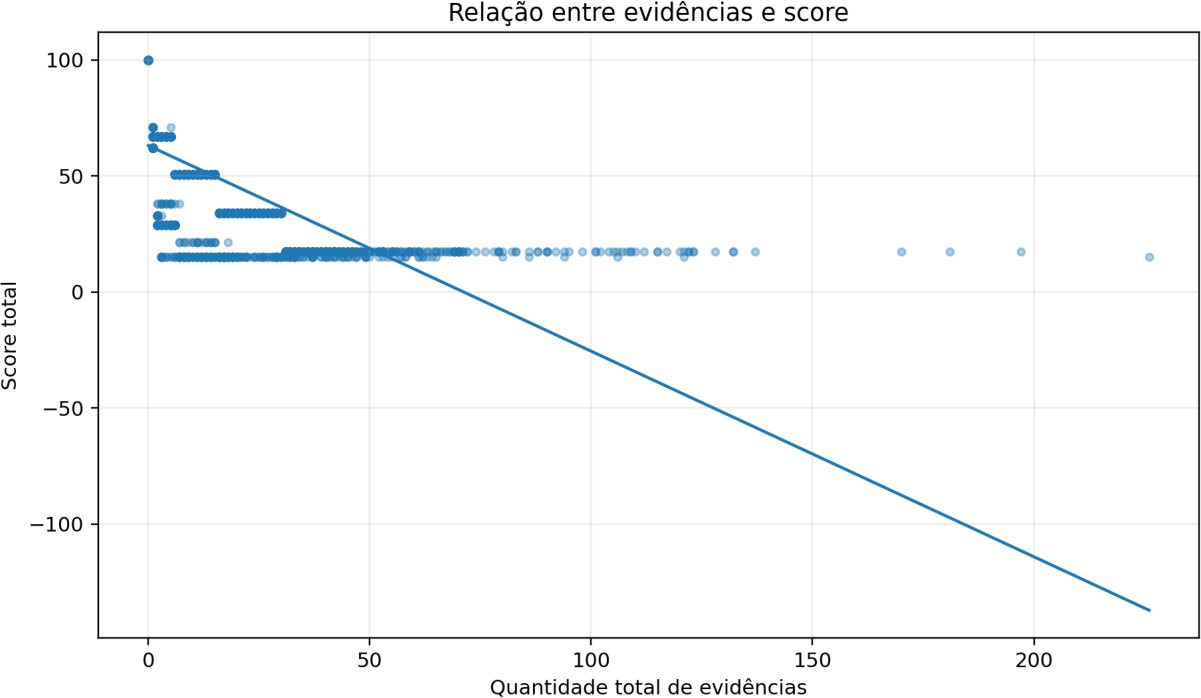 Relação entre evidências e score
100
50
0
−50
−100
Score total
0 50 100 150 200
Quantidade total de evidências